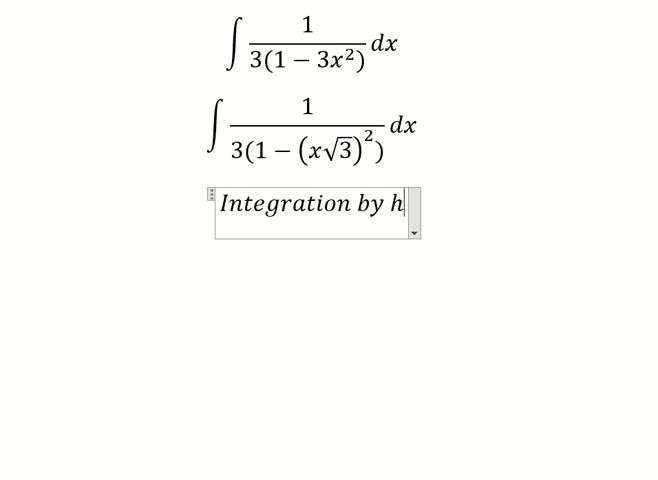 ∫ 1/(3(1 − 3x²)) dx
∫ 1/(3(1 − (x√3)²)) dx
Integration by h